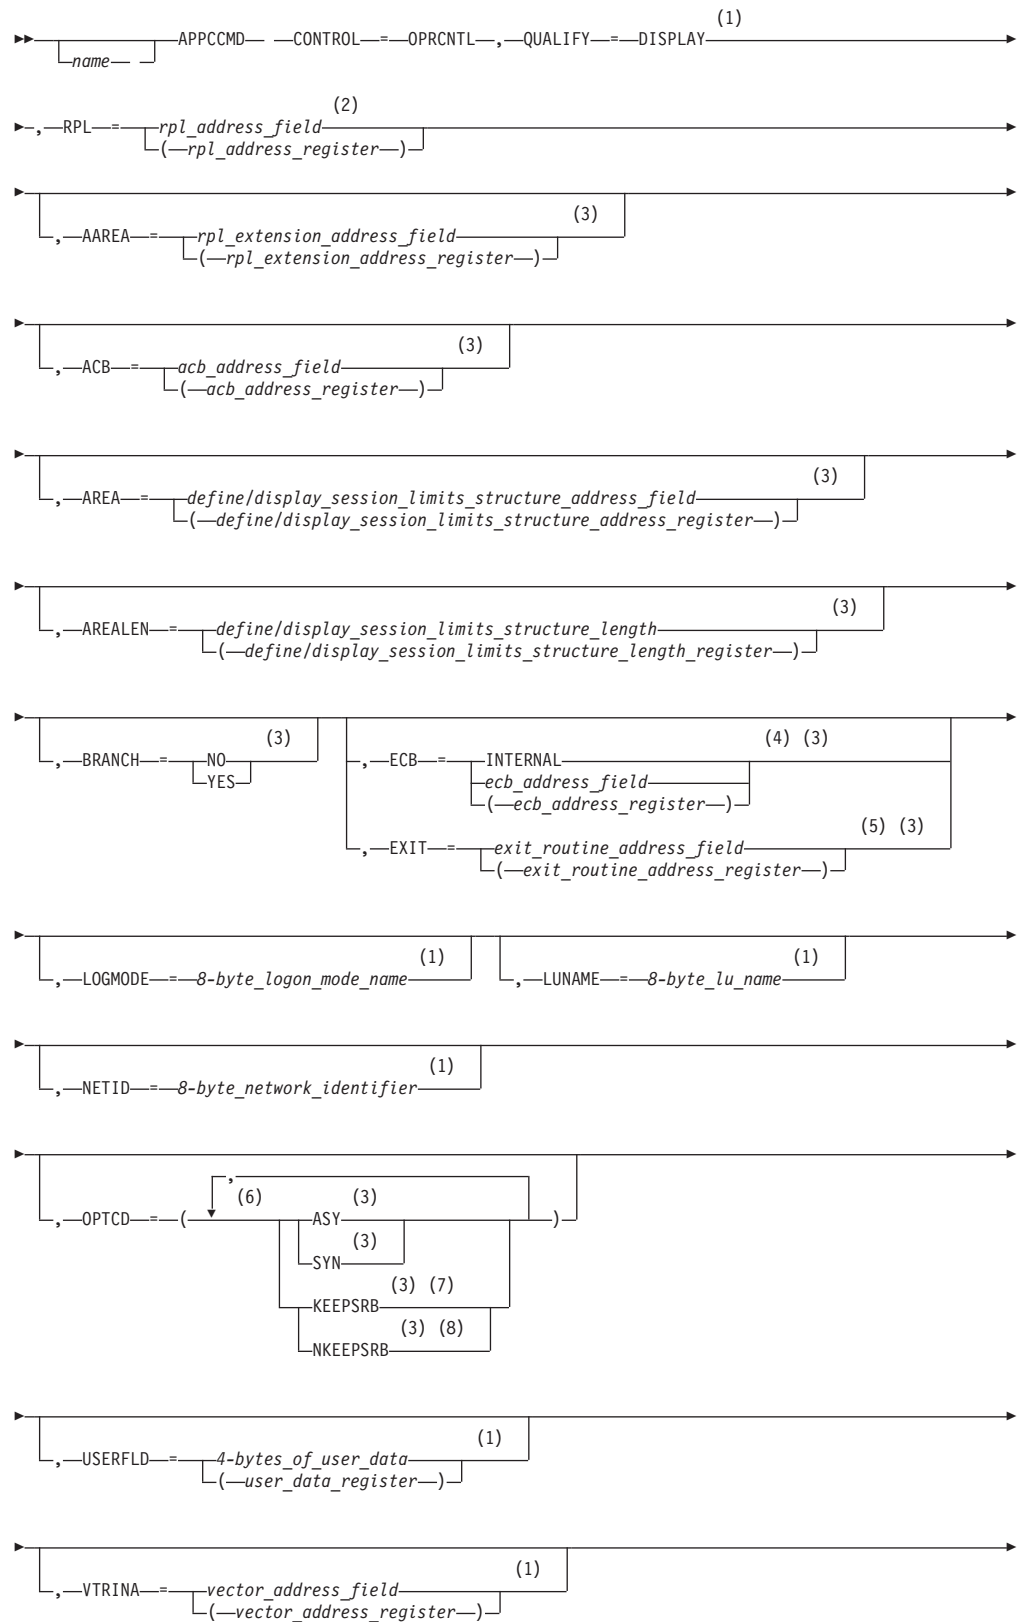 (1)
APPCCMD CONTROL = OPRCNTL , QUALIFY = DISPLAY
name
(2)
, RPL = rpl_address_field
( rpl_address_register )
(3)
, AAREA = rpl_extension_address_field
( rpl_extension_address_register )
(3)
, ACB = acb_address_field
( acb_address_register )
(3)
, AREA = define/display_session_limits_structure_address_field
( define/display_session_limits_structure_address_register )
(3)
, AREALEN = define/display_session_limits_structure_length
( define/display_session_limits_structure_length_register )
(3) (4) (3)
, BRANCH = NO , ECB = INTERNAL
YES ecb_address_field
( ecb_address_register )
(5) (3)
, EXIT = exit_routine_address_field
( exit_routine_address_register )
(1) (1)
, LOGMODE = 8-byte_logon_mode_name , LUNAME = 8-byte_lu_name
(1)
, NETID = 8-byte_network_identifier
,
(6) (3)
, OPTCD = ( ASY )
(3)
SYN
(3) (7)
KEEPSRB
(3) (8)
NKEEPSRB
(1)
, USERFLD = 4-bytes_of_user_data
( user_data_register )
(1)
, VTRINA = vector_address_field
( vector_address_register )